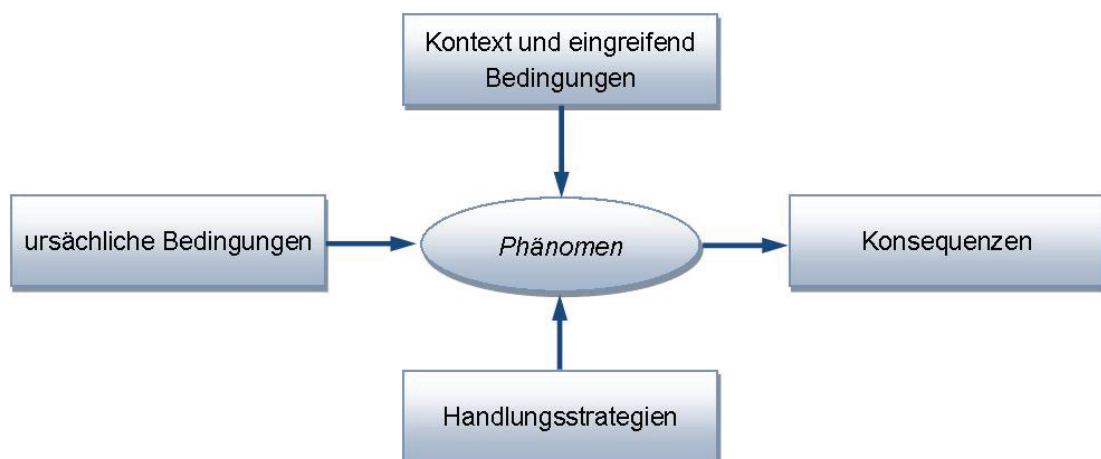 Kontext und eingreifend
Bedingungen
ursächliche Bedingungen
Phänomen
Konsequenzen
Handlungsstrategien